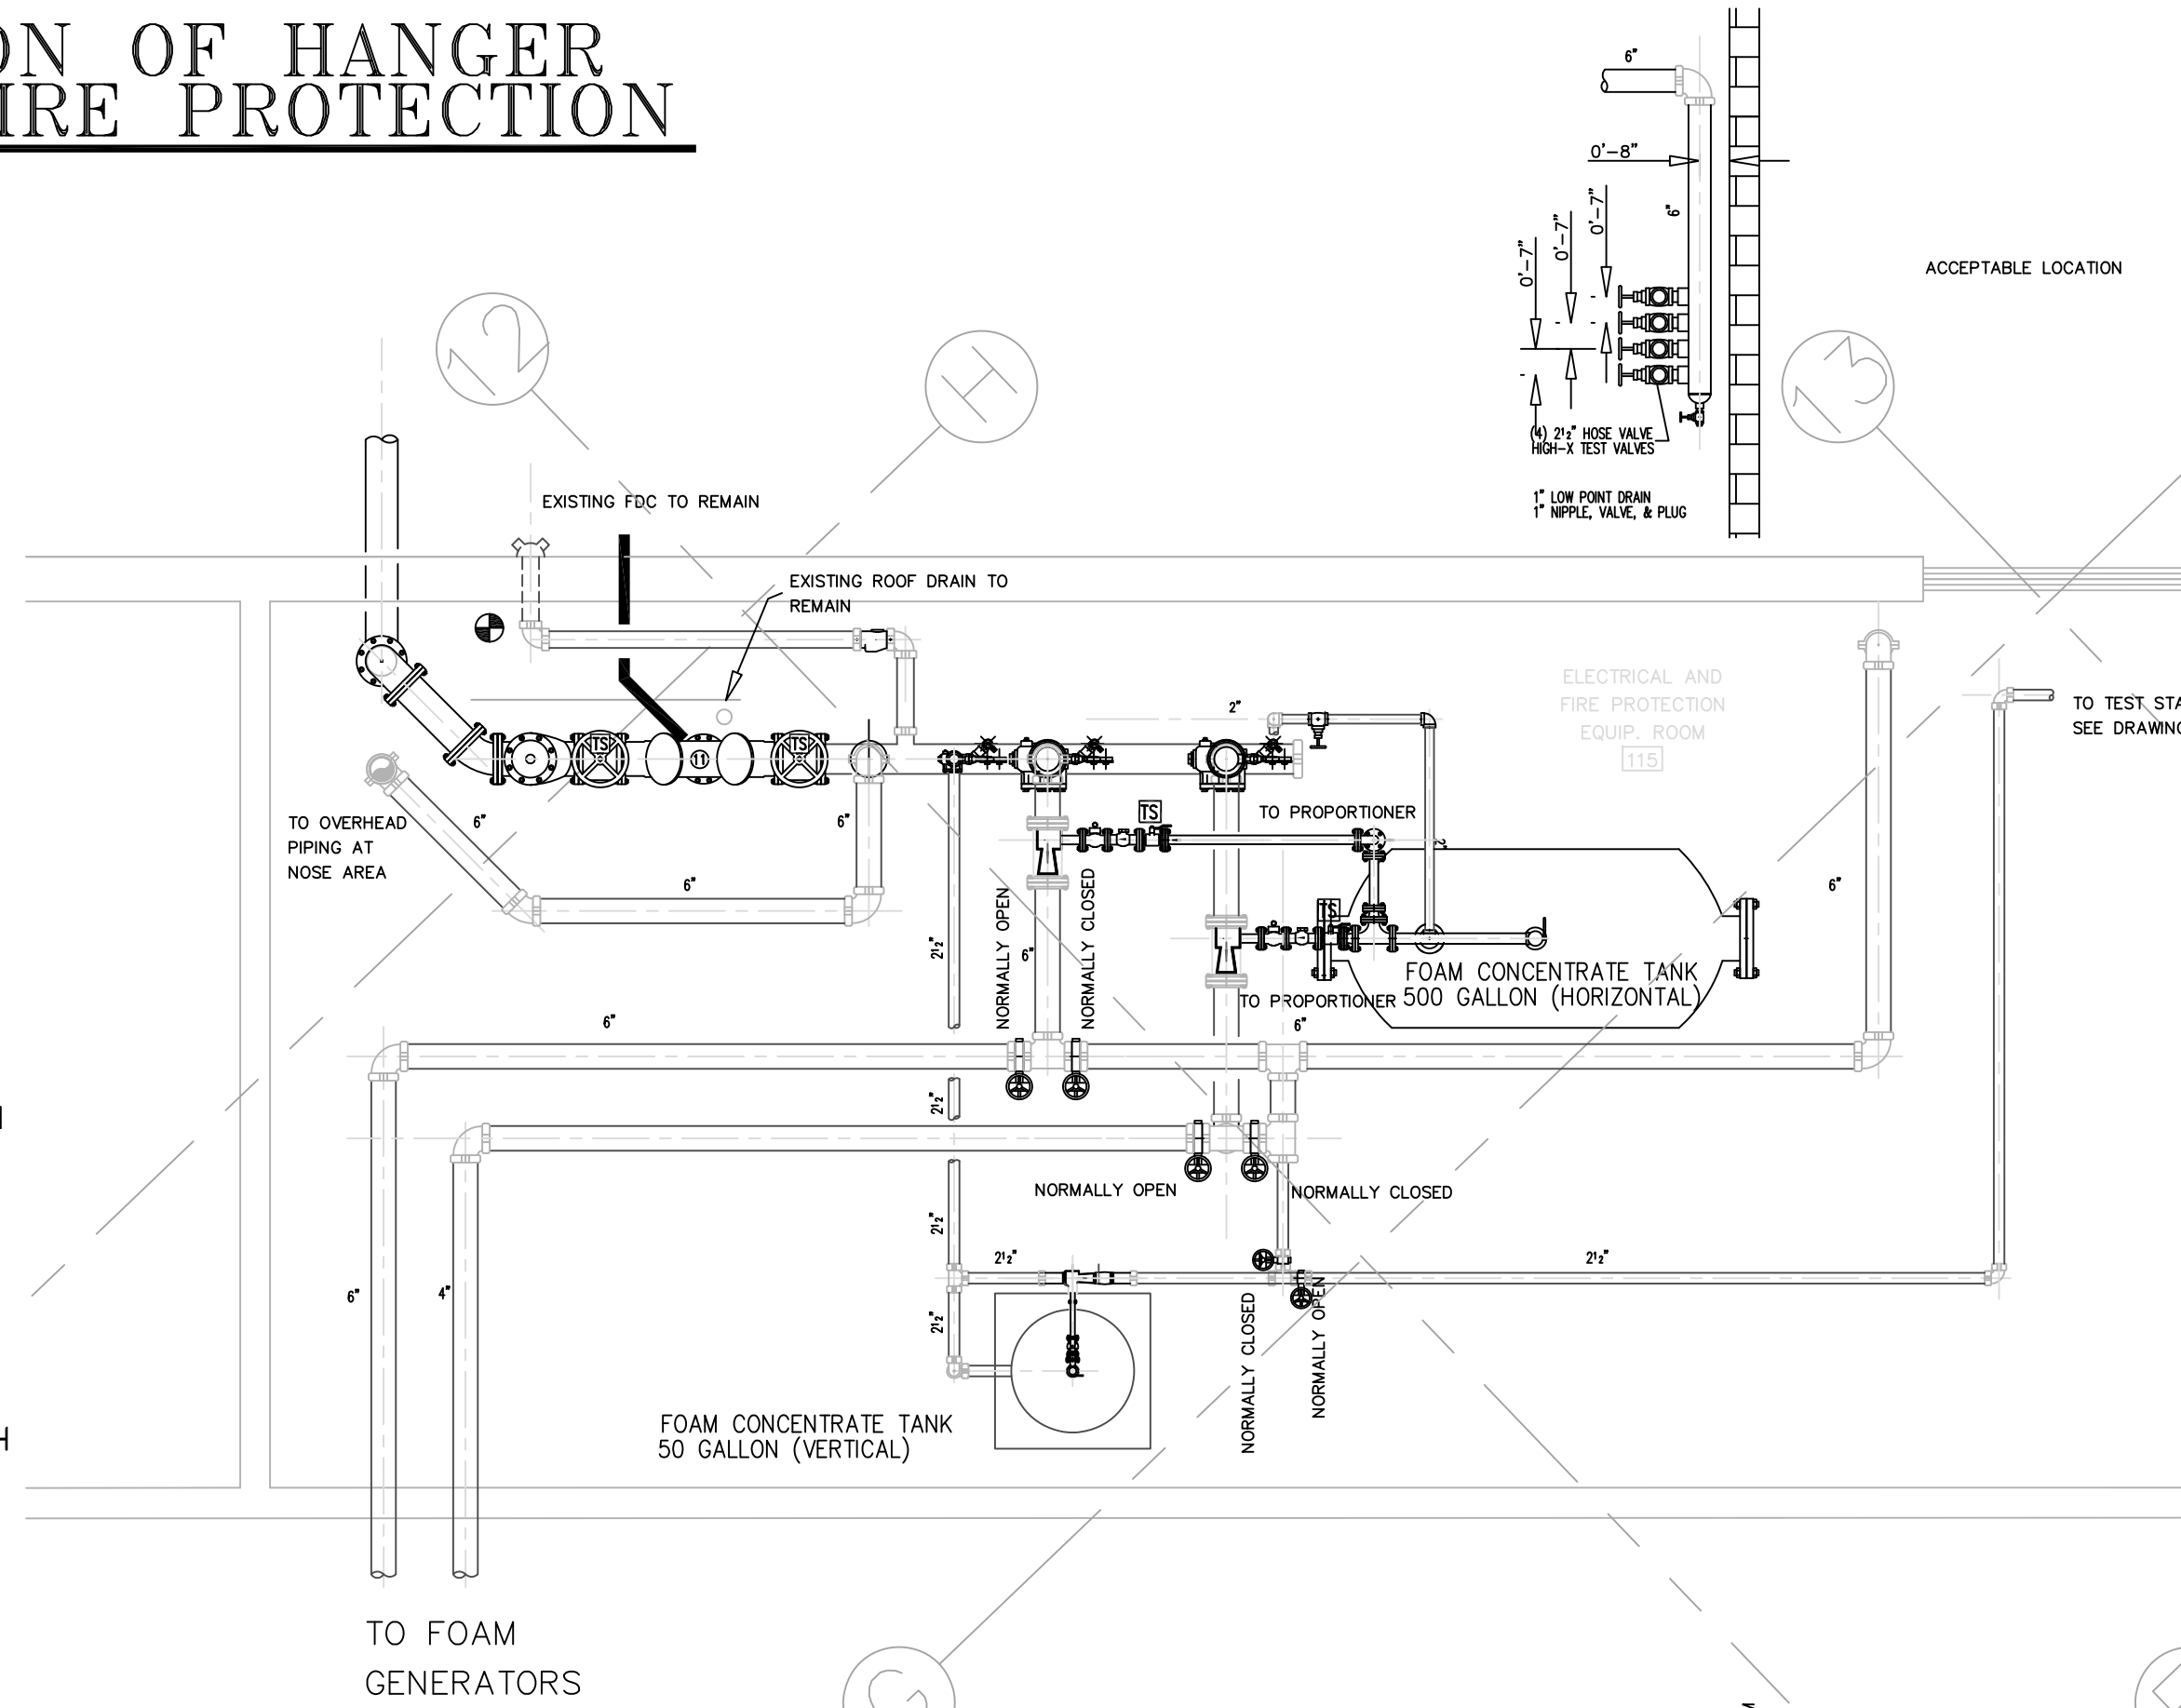 OF HANGER
PROTECTION
6"
0'-8"
6"
0'-7"
0'-7"
0'-7"
ACCEPTABLE LOCATION
12
H
13
(4) 2½" HOSE VALVE
HIGH-X TEST VALVES
1" LOW POINT DRAIN
1" NIPPLE, VALVE, & PLUG
EXISTING FDC TO REMAIN
EXISTING ROOF DRAIN TO
REMAIN
ELECTRICAL AND
FIRE PROTECTION
EQUIP. ROOM
115
TO TEST
SEE
2"
TS
11
TS
TO OVERHEAD
PIPING AT
NOSE AREA
6"
6"
6"
TS
TO PROPORTIONER
2"
6"
2½"
NORMALLY OPEN
6"
NORMALLY CLOSED
TS
FOAM CONCENTRATE TANK
500 GALLON (HORIZONTAL)
TO PROPORTIONER
6"
6"
2½"
NORMALLY OPEN
NORMALLY CLOSED
2½"
2½"
2½"
6"
4"
2½"
NORMALLY CLOSED
NORMALLY OPEN
FOAM CONCENTRATE TANK
50 GALLON (VERTICAL)
TO FOAM
GENERATORS
G